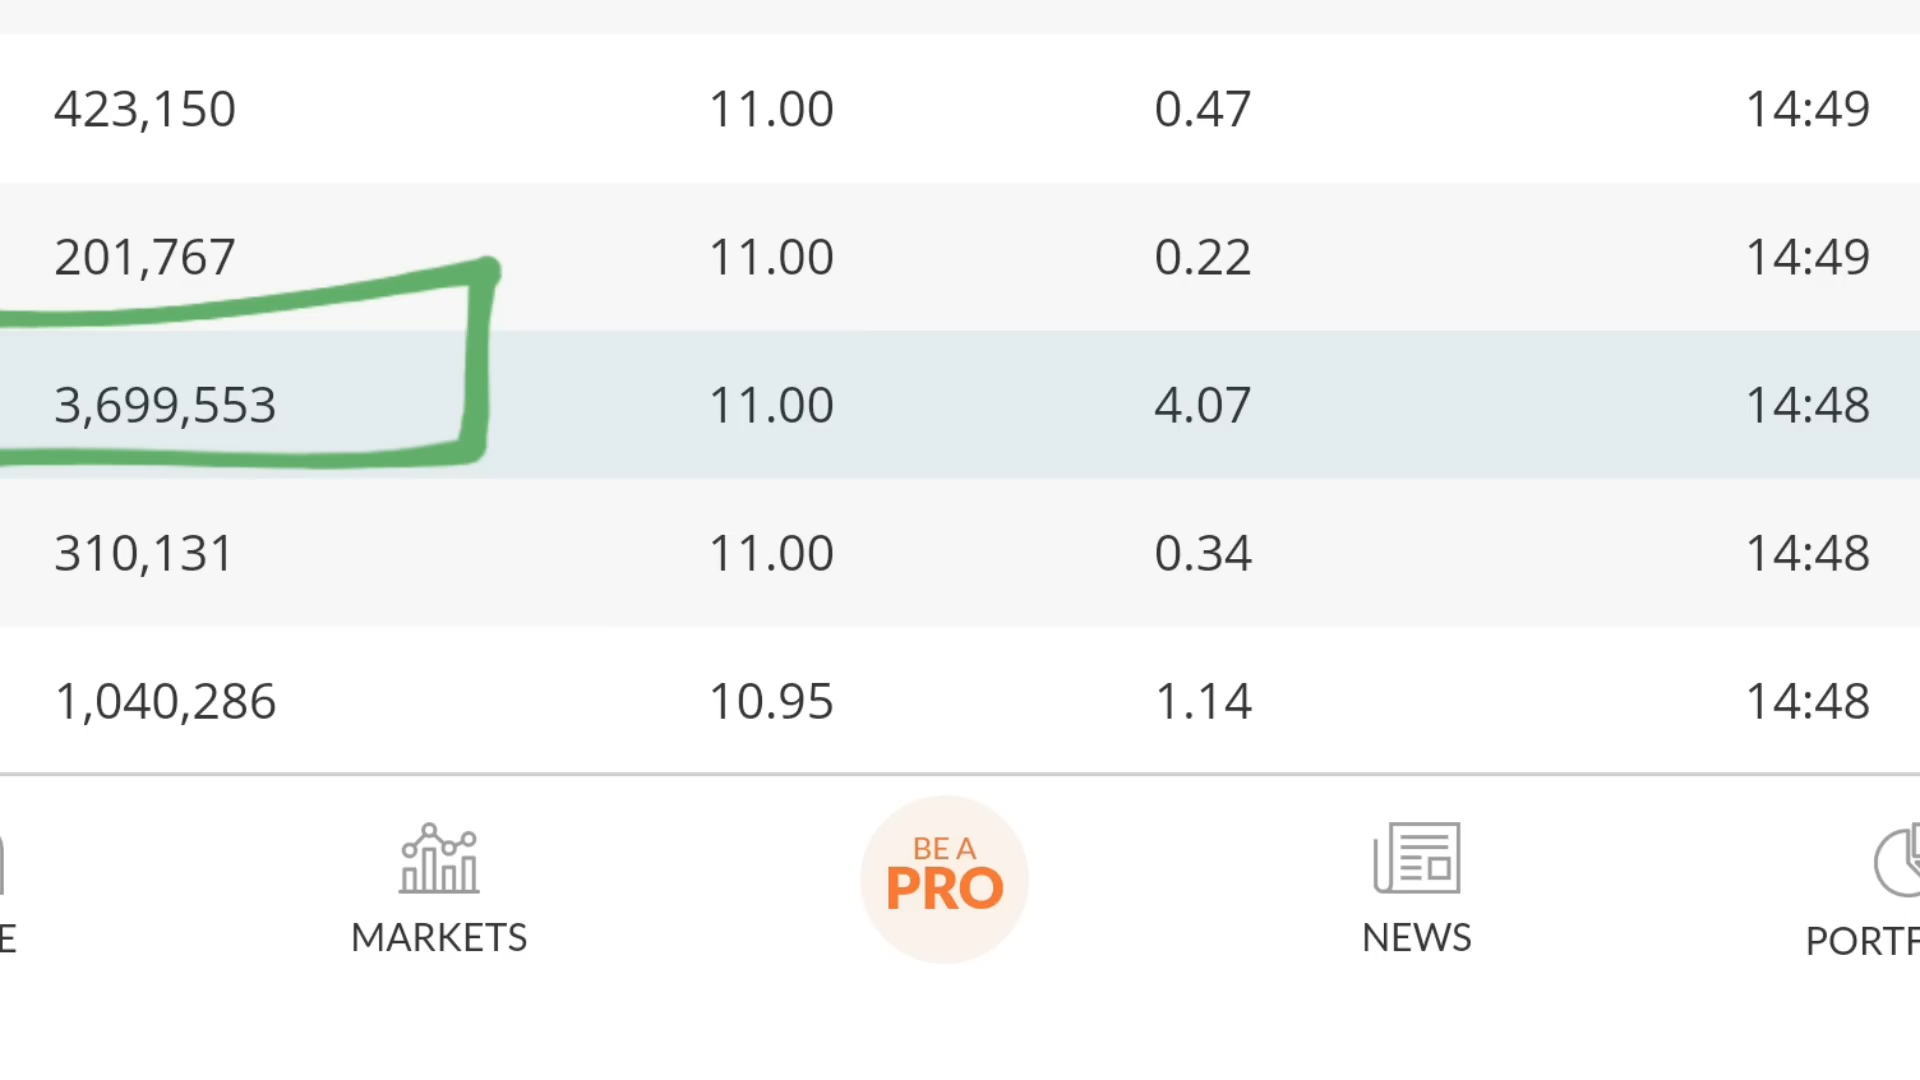 423,150 11.00 0.47 14:49
201,767 11.00 0.22 14:49
3,699,553 11.00 4.07 14:48
310,131 11.00 0.34 14:48
1,040,286 10.95 1.14 14:48
E MARKETS BE A PRO NEWS PORTF